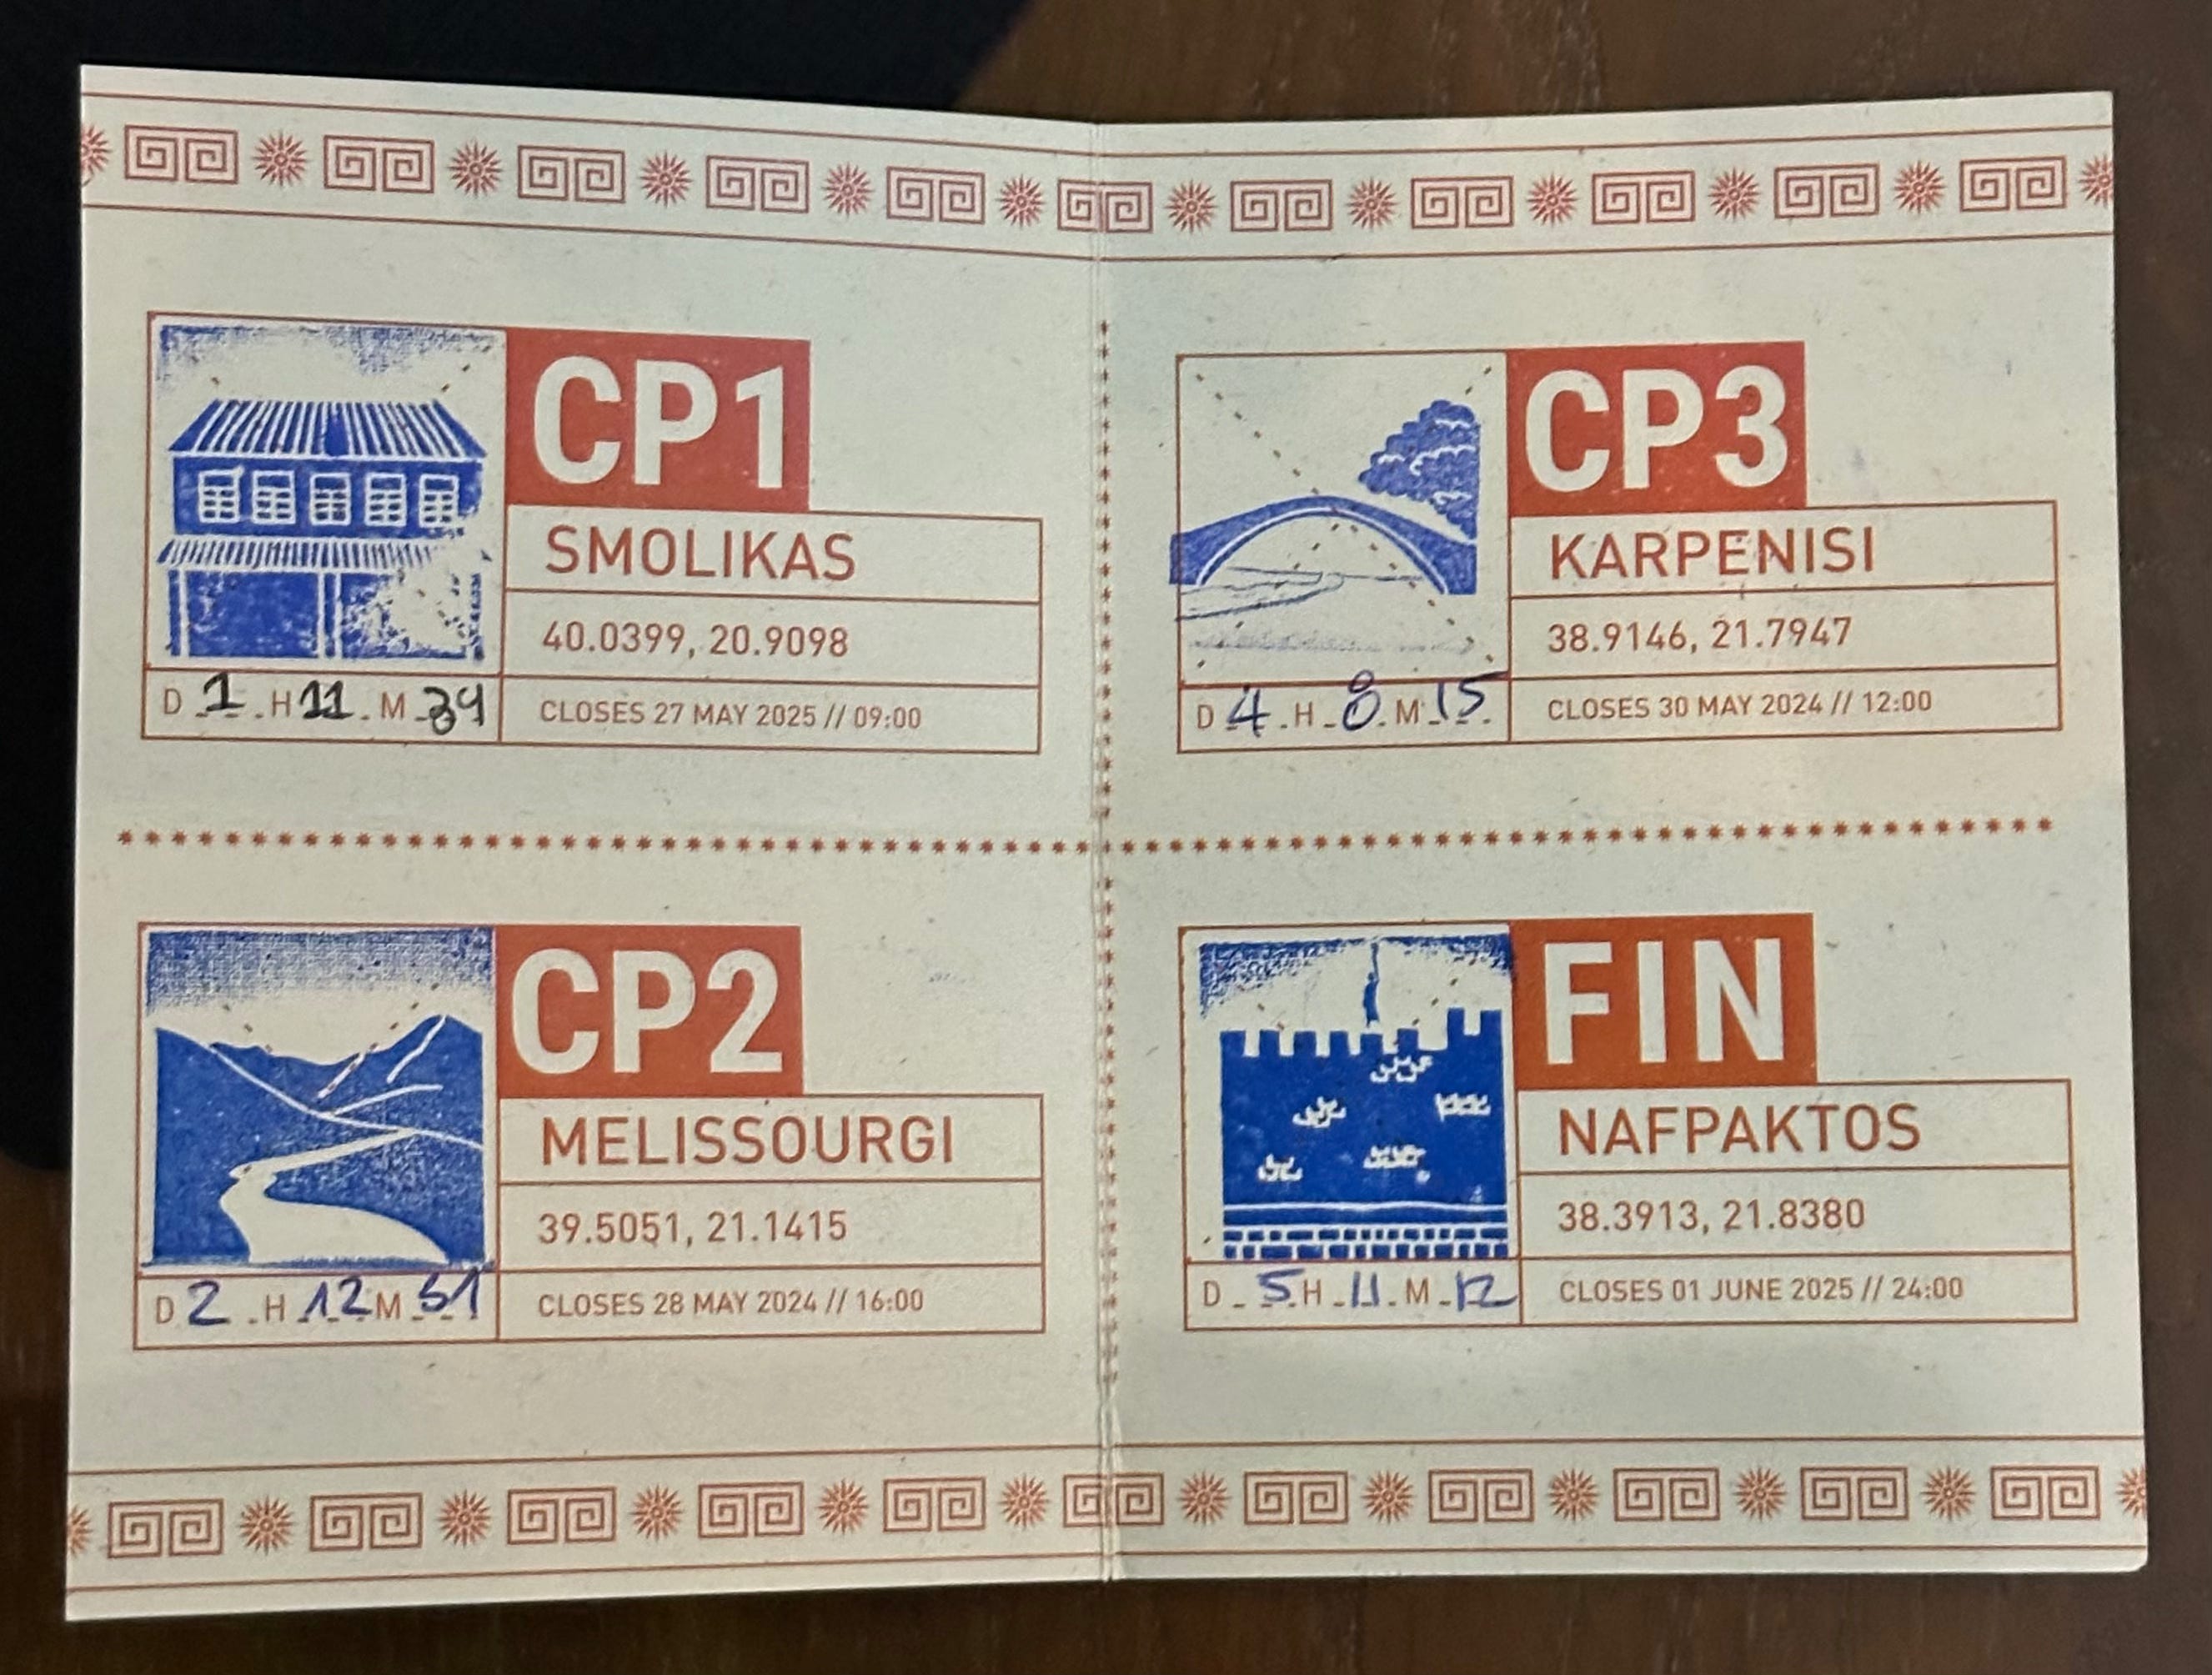 CP1
SMOLIKAS
40.0399, 20.9098
D 1 H 11 M 39
CLOSES 27 MAY 2025 // 09:00
CP2
MELISSOURGI
39.5051, 21.1415
D 2 H 12 M 51
CLOSES 28 MAY 2024 // 16:00
CP3
KARPENISI
38.9146, 21.7947
D 4 H 8 M 15
CLOSES 30 MAY 2024 // 12:00
FIN
NAFPAKTOS
38.3913, 21.8380
D 5 H 11 M 12
CLOSES 01 JUNE 2025 // 24:00